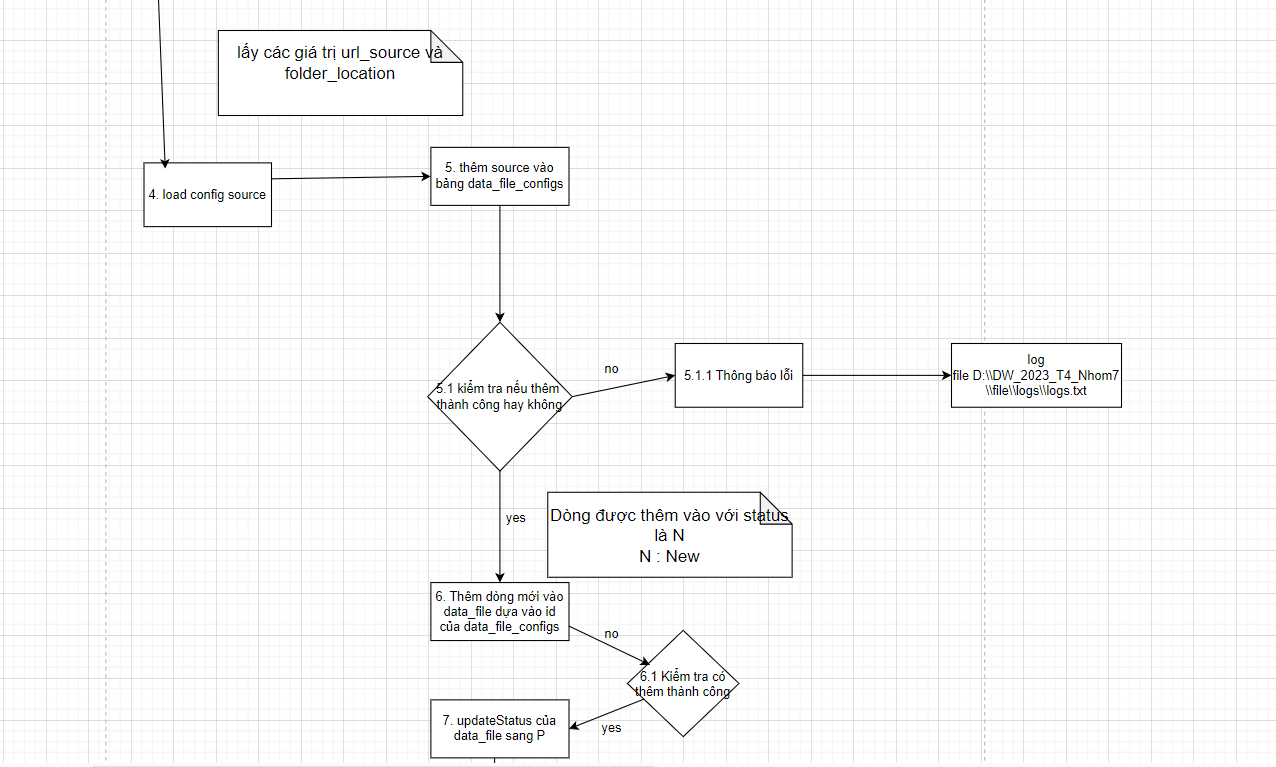 lấy các giá trị url_source và
folder_location
4. load config source
5. thêm source vào
bảng data_file_configs
5.1 kiểm tra nếu thêm
thành công hay không
no
5.1.1 Thông báo lỗi
log
file D:\\DW_2023_T4_Nhom7
\\file\\logs\\logs.txt
yes
Dòng được thêm vào với status
là N
N : New
6. Thêm dòng mới vào
data_file dựa vào id
của data_file_configs
no
6.1 Kiểm tra có
thêm thành công
yes
7. updateStatus của
data_file sang P